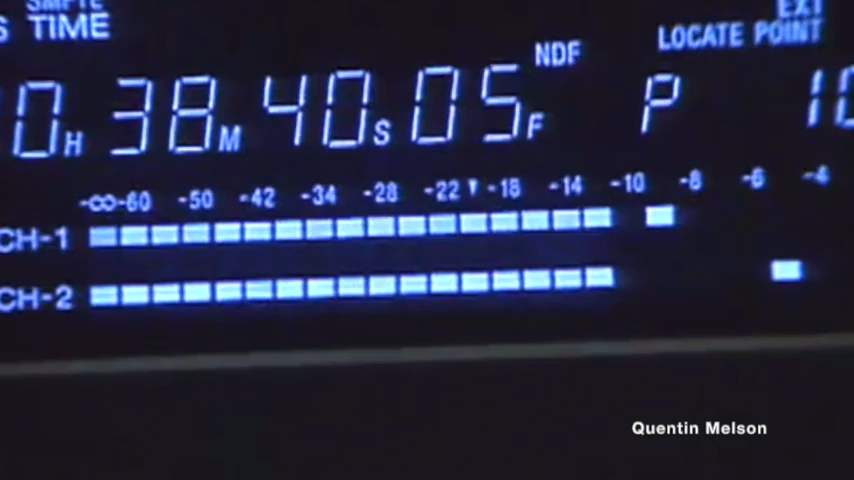 SMPTE EXT
S TIME NDF LOCATE POINT
0H 38M 40S 05F P 10
-∞-60 -50 -42 -34 -28 -22 -18 -14 -10 -8 -6 -4
CH-1
CH-2
Quentin Melson